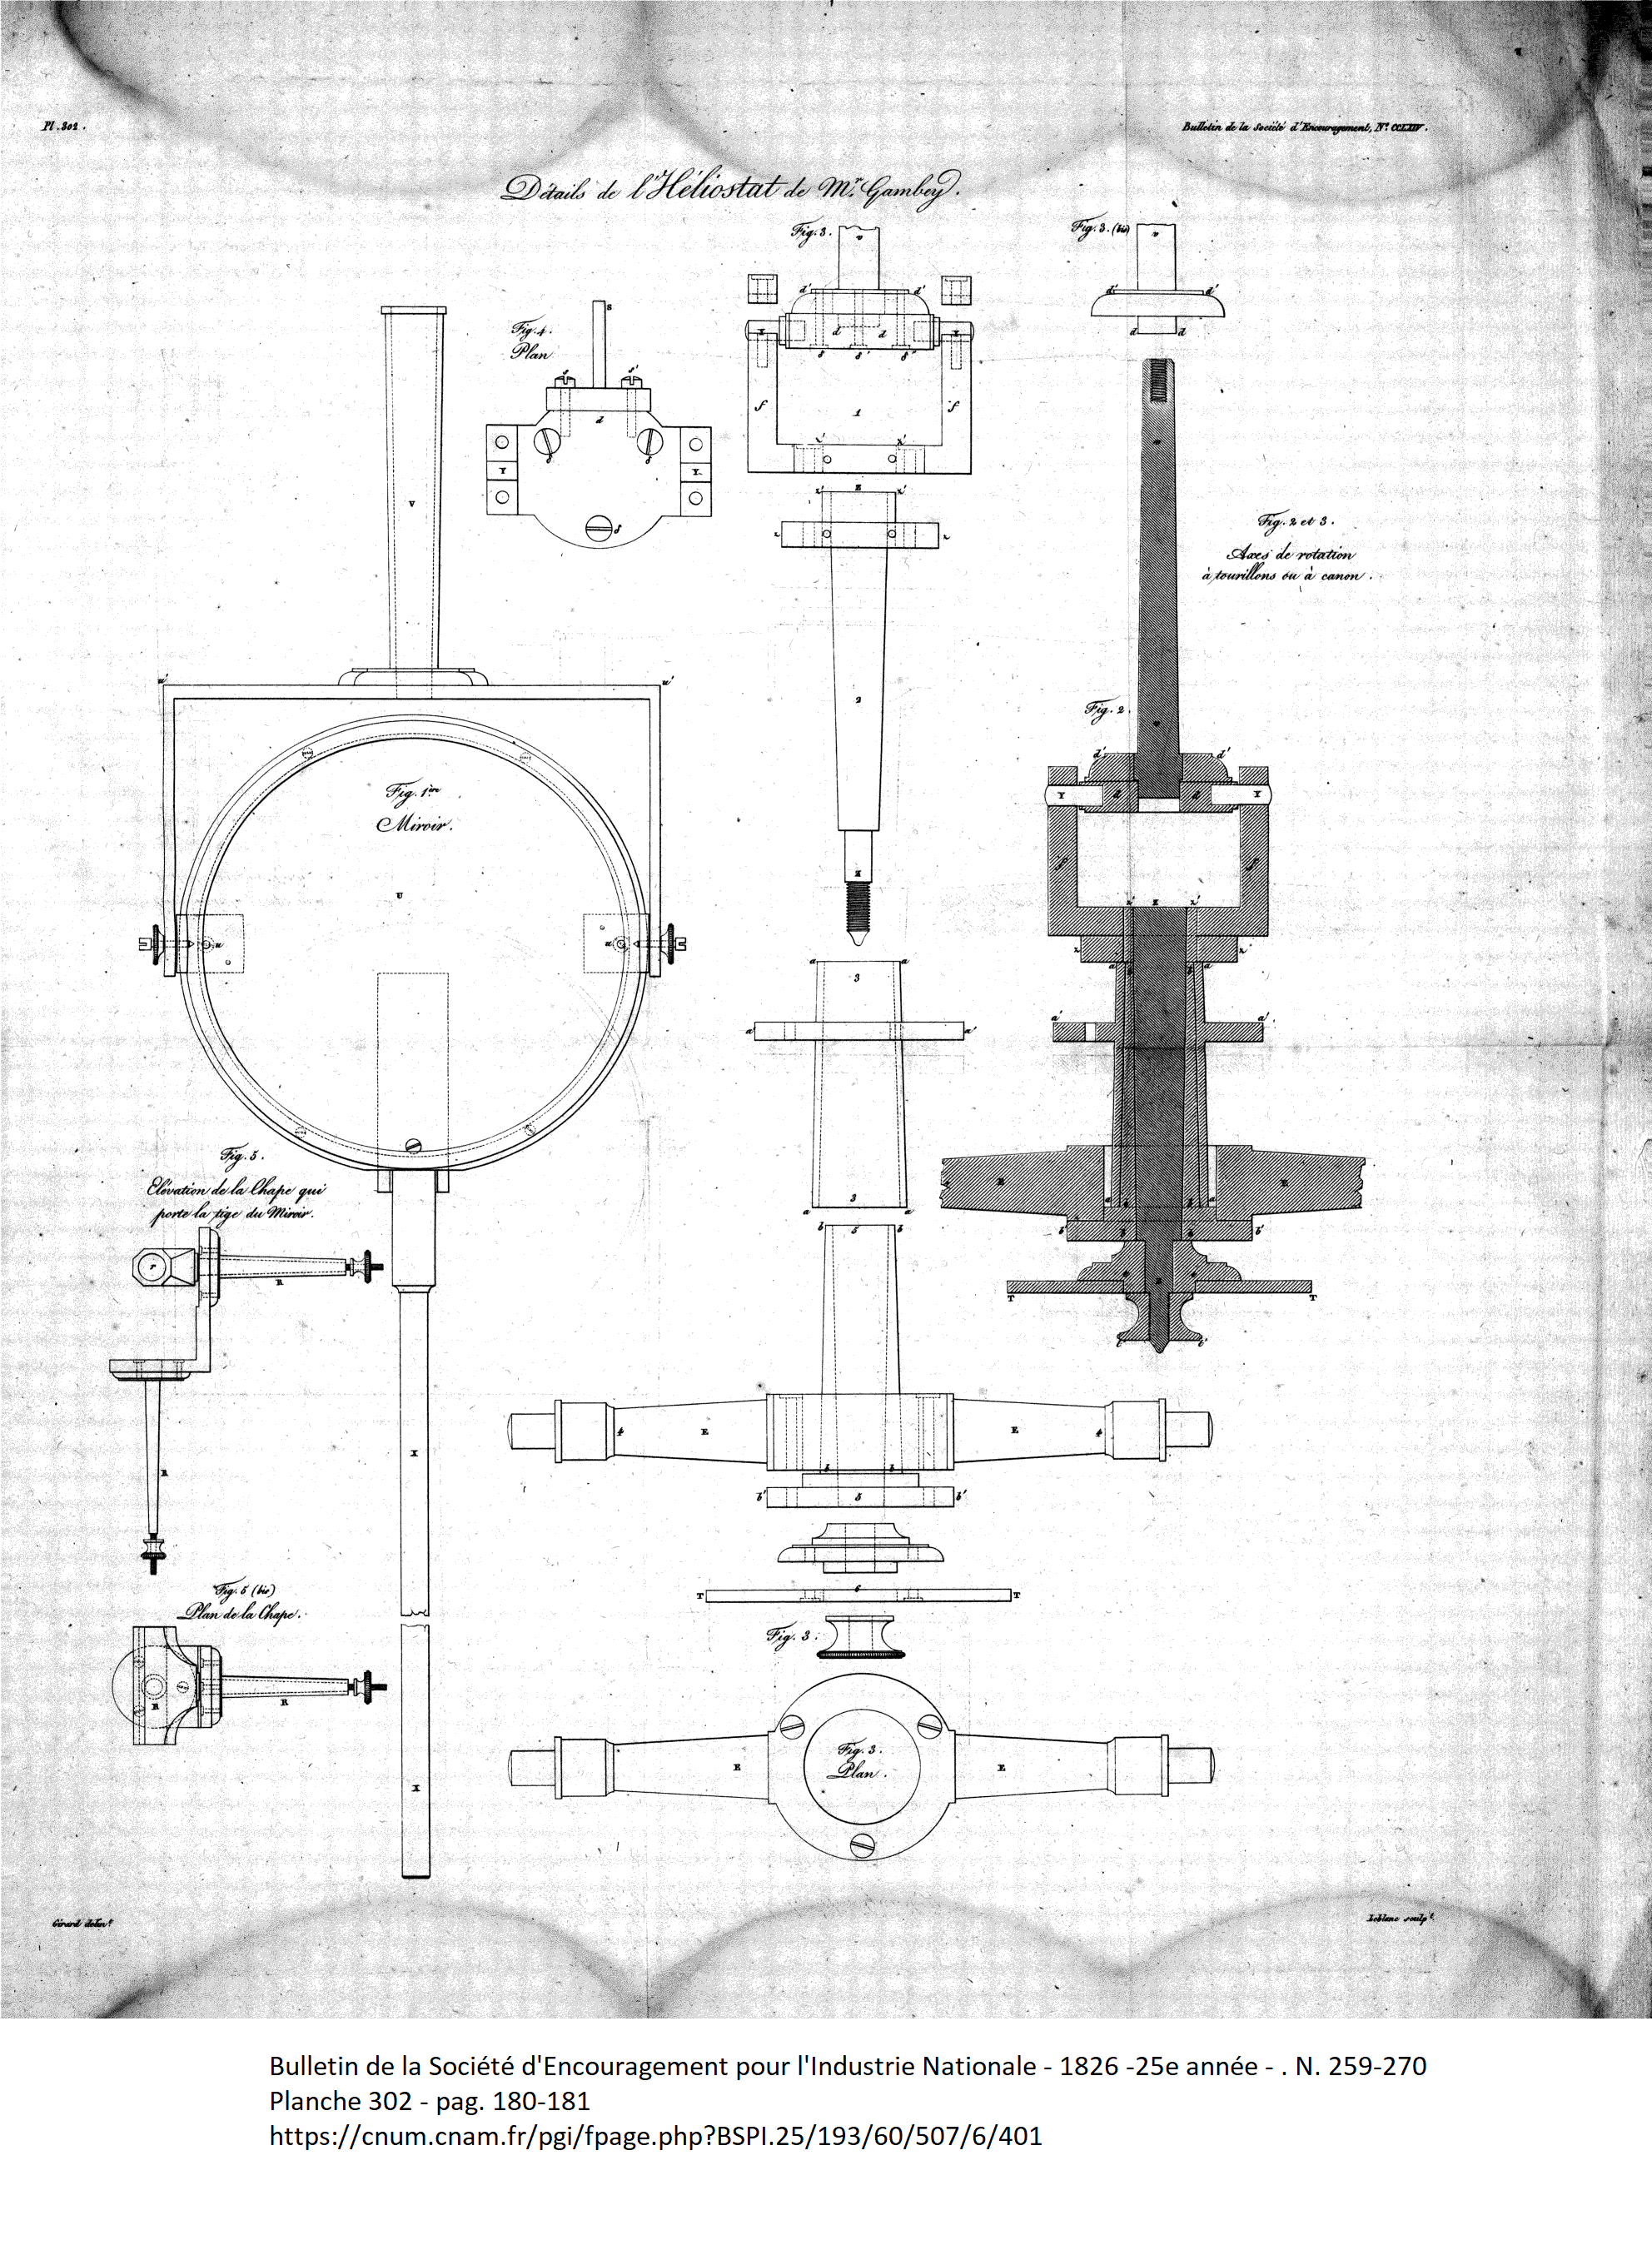 Pl. 302.
Bulletin de la Société d'Encouragement, N.º CCLXIV.
Détails de l'Héliostat de Mr. Gambey.
Fig. 3.
Fig. 3. (bis)
Fig. 4.
Plan
Fig. 2 et 3.
Axes de rotation
à tourillons ou à canon.
Fig. 2.
Fig. 1ère
Miroir.
Fig. 5.
Elévation de la Chape qui
porte la tige du Miroir.
Fig. 5 (bis)
Plan de la Chape.
Fig. 3.
Fig. 3.
Plan.
Girard delin.t
Leblanc sculp.t
Bulletin de la Société d'Encouragement pour l'Industrie Nationale - 1826 -25e année - . N. 259-270
Planche 302 - pag. 180-181
https://cnum.cnam.fr/pgi/fpage.php?BSPI.25/193/60/507/6/401